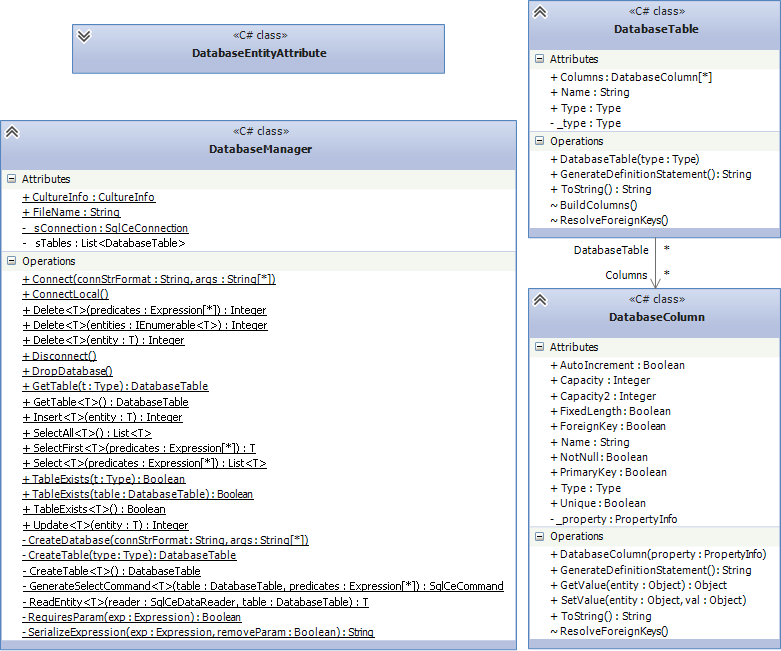 «C# class»
DatabaseEntityAttribute
«C# class»
DatabaseManager
Attributes
+ CultureInfo : CultureInfo
+ FileName : String
- _sConnection : SqlCeConnection
- _sTables : List<DatabaseTable>
Operations
+ Connect(connStrFormat : String, args : String[*])
+ ConnectLocal()
+ Delete<T>(predicates : Expression[*]) : Integer
+ Delete<T>(entities : IEnumerable<T>) : Integer
+ Delete<T>(entity : T) : Integer
+ Disconnect()
+ DropDatabase()
+ GetTable(t : Type) : DatabaseTable
+ GetTable<T>() : DatabaseTable
+ Insert<T>(entity : T) : Integer
+ SelectAll<T>() : List<T>
+ SelectFirst<T>(predicates : Expression[*]) : T
+ Select<T>(predicates : Expression[*]) : List<T>
+ TableExists(t : Type) : Boolean
+ TableExists(table : DatabaseTable) : Boolean
+ TableExists<T>() : Boolean
+ Update<T>(entity : T) : Integer
- CreateDatabase(connStrFormat : String, args : String[*])
- CreateTable(type : Type) : DatabaseTable
- CreateTable<T>() : DatabaseTable
- GenerateSelectCommand<T>(table : DatabaseTable, predicates : Expression[*]) : SqlCeCommand
- ReadEntity<T>(reader : SqlCeDataReader, table : DatabaseTable) : T
- RequiresParam(exp : Expression) : Boolean
- SerializeExpression(exp : Expression, removeParam : Boolean) : String
«C# class»
DatabaseTable
Attributes
+ Columns : DatabaseColumn[*]
+ Name : String
+ Type : Type
- _type : Type
Operations
+ DatabaseTable(type : Type)
+ GenerateDefinitionStatement() : String
+ ToString() : String
~ BuildColumns()
~ ResolveForeignKeys()
DatabaseTable *
Columns *
«C# class»
DatabaseColumn
Attributes
+ AutoIncrement : Boolean
+ Capacity : Integer
+ Capacity2 : Integer
+ FixedLength : Boolean
+ ForeignKey : Boolean
+ Name : String
+ NotNull : Boolean
+ PrimaryKey : Boolean
+ Type : Type
+ Unique : Boolean
- _property : PropertyInfo
Operations
+ DatabaseColumn(property : PropertyInfo)
+ GenerateDefinitionStatement() : String
+ GetValue(entity : Object) : Object
+ SetValue(entity : Object, val : Object)
+ ToString() : String
~ ResolveForeignKeys()